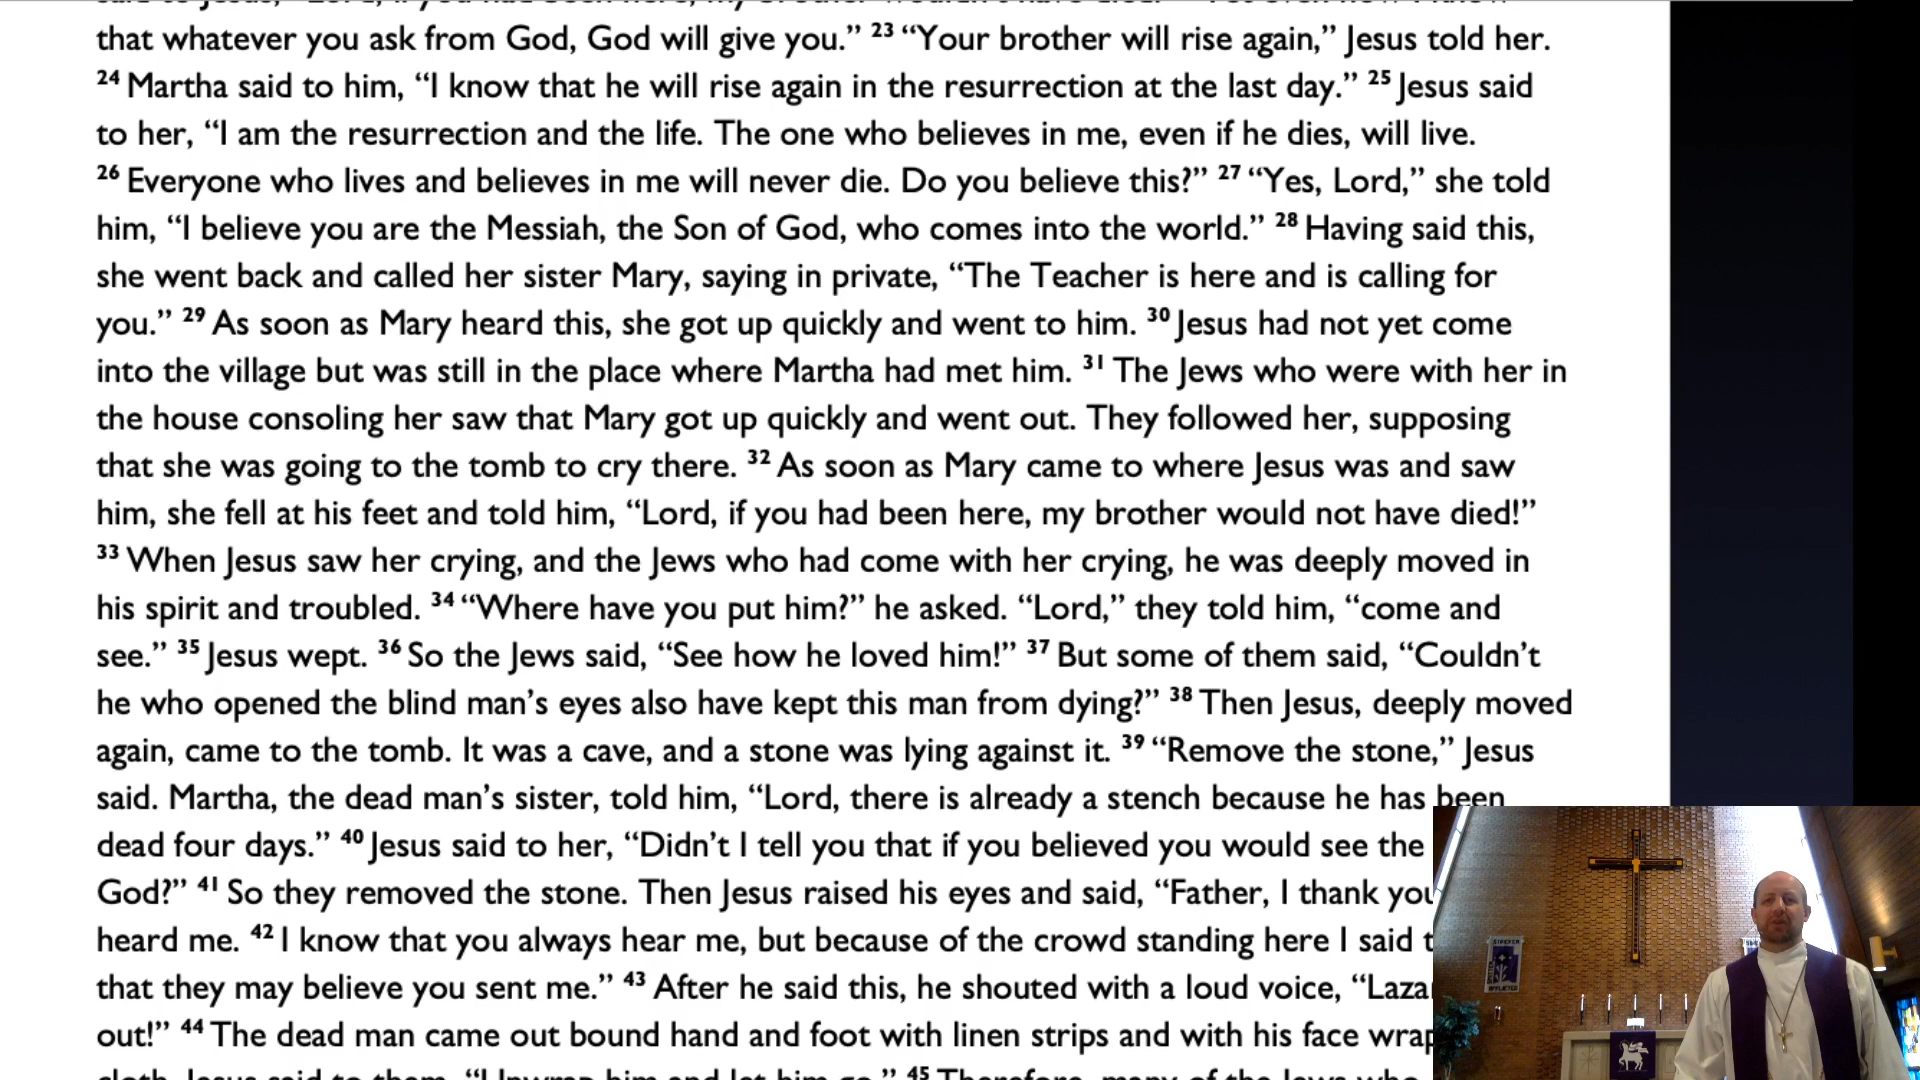 that whatever you ask from God, God will give you.” 23 “Your brother will rise again,” Jesus told her.
24 Martha said to him, “I know that he will rise again in the resurrection at the last day.” 25 Jesus said
to her, “I am the resurrection and the life. The one who believes in me, even if he dies, will live.
26 Everyone who lives and believes in me will never die. Do you believe this?” 27 “Yes, Lord,” she told
him, “I believe you are the Messiah, the Son of God, who comes into the world.” 28 Having said this,
she went back and called her sister Mary, saying in private, “The Teacher is here and is calling for
you.” 29 As soon as Mary heard this, she got up quickly and went to him. 30 Jesus had not yet come
into the village but was still in the place where Martha had met him. 31 The Jews who were with her in
the house consoling her saw that Mary got up quickly and went out. They followed her, supposing
that she was going to the tomb to cry there. 32 As soon as Mary came to where Jesus was and saw
him, she fell at his feet and told him, “Lord, if you had been here, my brother would not have died!”
33 When Jesus saw her crying, and the Jews who had come with her crying, he was deeply moved in
his spirit and troubled. 34 “Where have you put him?” he asked. “Lord,” they told him, “come and
see.” 35 Jesus wept. 36 So the Jews said, “See how he loved him!” 37 But some of them said, “Couldn’t
he who opened the blind man’s eyes also have kept this man from dying?” 38 Then Jesus, deeply moved
again, came to the tomb. It was a cave, and a stone was lying against it. 39 “Remove the stone,” Jesus
said. Martha, the dead man’s sister, told him, “Lord, there is already a stench because he has been
dead four days.” 40 Jesus said to her, “Didn’t I tell you that if you believed you would see the
God?” 41 So they removed the stone. Then Jesus raised his eyes and said, “Father, I thank you
heard me. 42 I know that you always hear me, but because of the crowd standing here I said
that they may believe you sent me.” 43 After he said this, he shouted with a loud voice, “Laza
out!” 44 The dead man came out bound hand and foot with linen strips and with his face wrap
cloth. Jesus said to them, “Unwrap him and let him go.” 45 Therefore, many of the Jews who